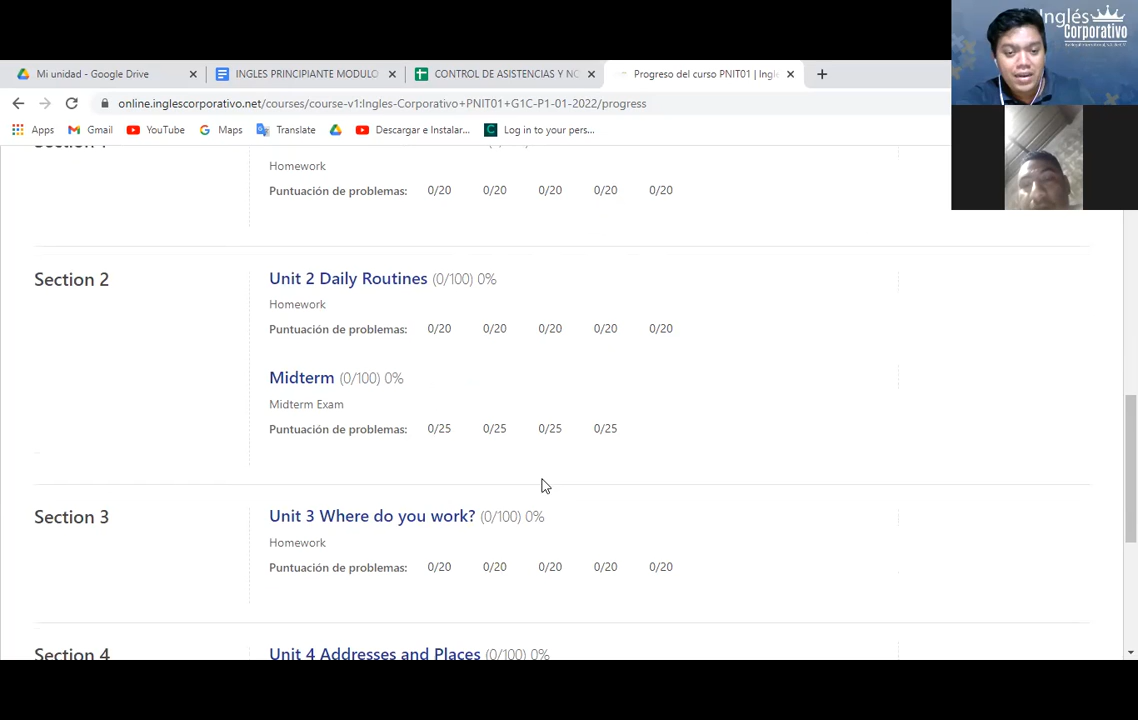 Inglés
Corporativo
Mi unidad - Google Drive
INGLES PRINCIPIANTE MODULO
CONTROL DE ASISTENCIAS Y NO
Progreso del curso PNIT01 | Ingl
online.inglescorporativo.net/courses/course-v1:Ingles-Corporativo+PNIT01+G1C-P1-01-2022/progress
Apps Gmail YouTube Maps Translate Descargar e Instalar... Log in to your pers...
Homework
Puntuación de problemas: 0/20 0/20 0/20 0/20 0/20
Section 2
Unit 2 Daily Routines (0/100) 0%
Homework
Puntuación de problemas: 0/20 0/20 0/20 0/20 0/20
Midterm (0/100) 0%
Midterm Exam
Puntuación de problemas: 0/25 0/25 0/25 0/25
Section 3
Unit 3 Where do you work? (0/100) 0%
Homework
Puntuación de problemas: 0/20 0/20 0/20 0/20 0/20
Section 4
Unit 4 Addresses and Places (0/100) 0%